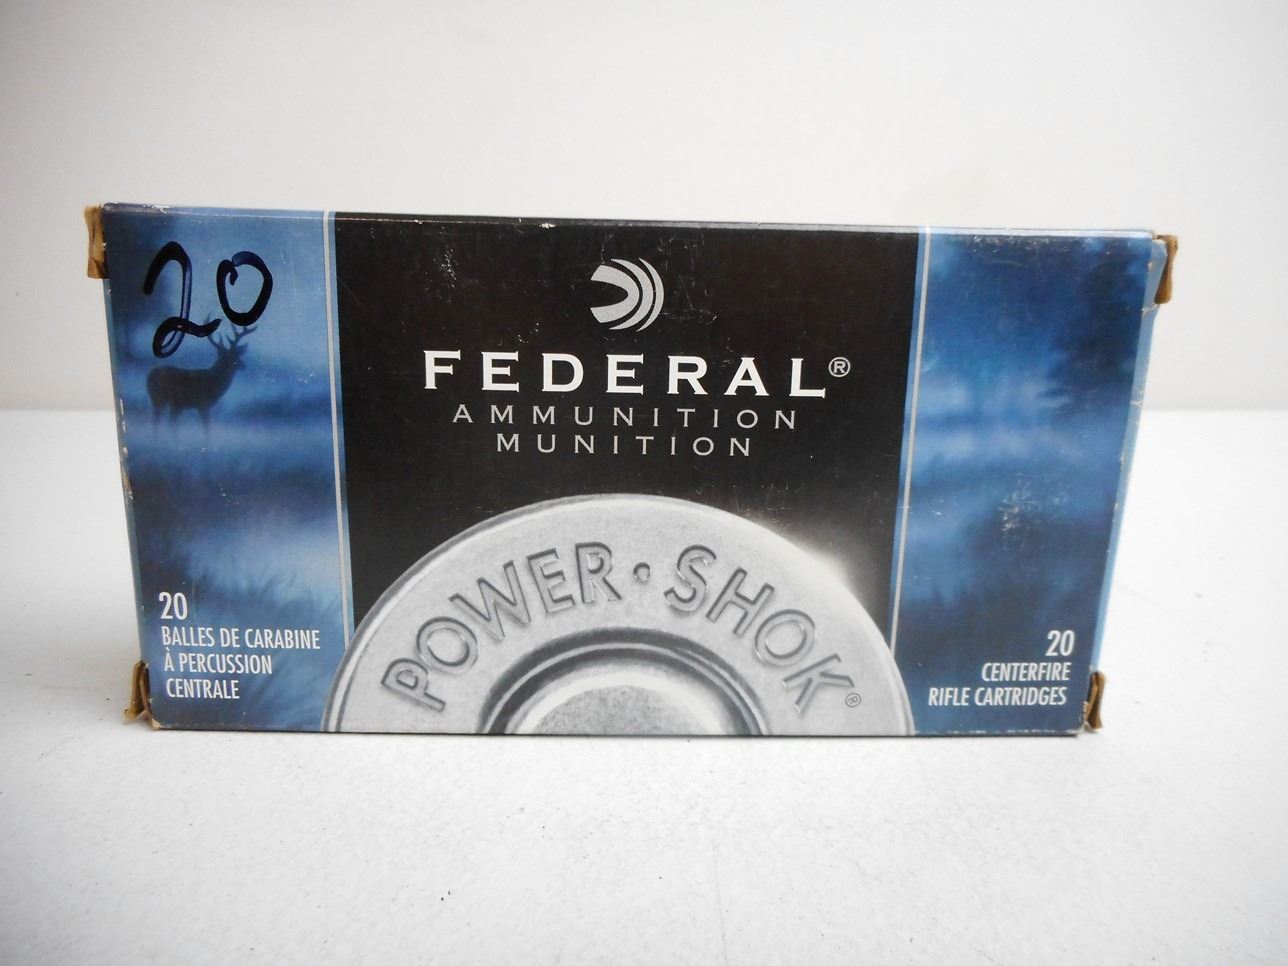 20
FEDERAL®
AMMUNITION
MUNITION
POWER·SHOK®
20
BALLES DE CARABINE
À PERCUSSION
CENTRALE
20
CENTERFIRE
RIFLE CARTRIDGES